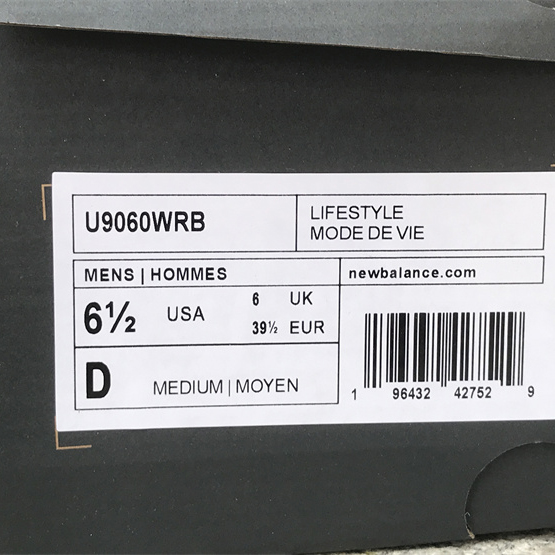 U9060WRB
LIFESTYLE
MODE DE VIE
MENS | HOMMES
newbalance.com
6½ USA 6 UK
39½ EUR
D MEDIUM | MOYEN
1 96432 42752 9